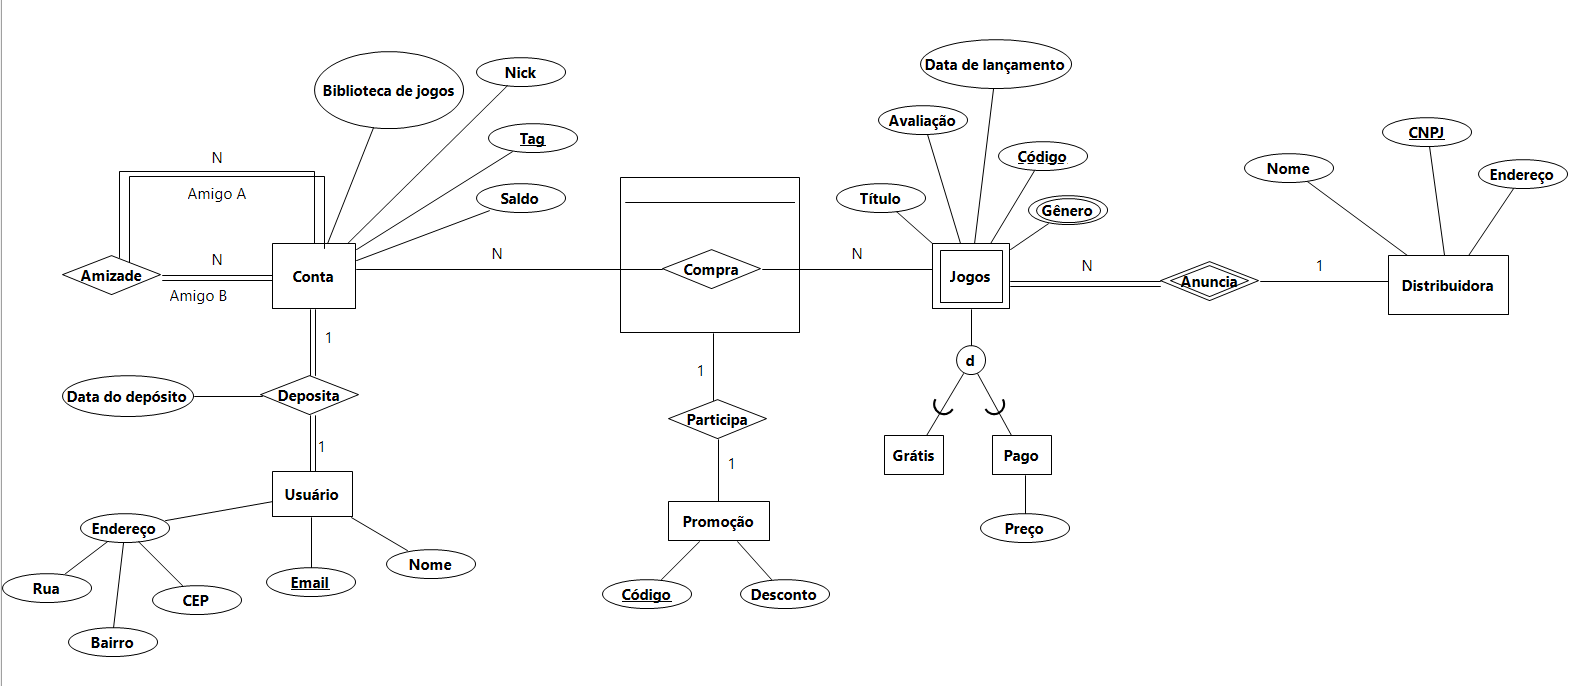 Data de lançamento
Biblioteca de jogos
Nick
Avaliação
Tag
CNPJ
Código
Nome
Endereço
N
Amigo A
Saldo
Título
Gênero
N
Amizade
Amigo B
Conta
N
Compra
N
Jogos
N
Anuncia
1
Distribuidora
1
Data do depósito
Deposita
1
d
1
Participa
1
Grátis
Pago
Usuário
Endereço
Promoção
Preço
Rua
CEP
Bairro
Email
Nome
Código
Desconto